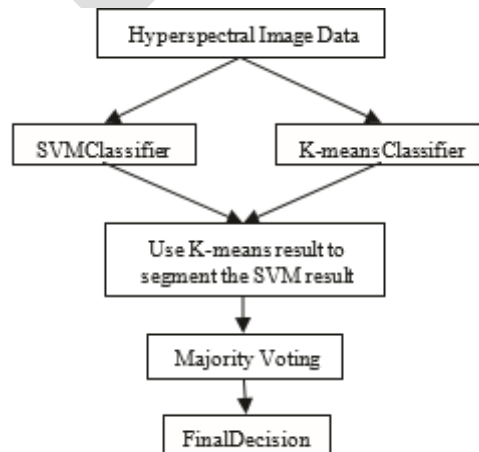 Hyperspectral Image Data
SVMClassifier
K-meansClassifier
Use K-means result to
segment the SVM result
Majority Voting
FinalDecision